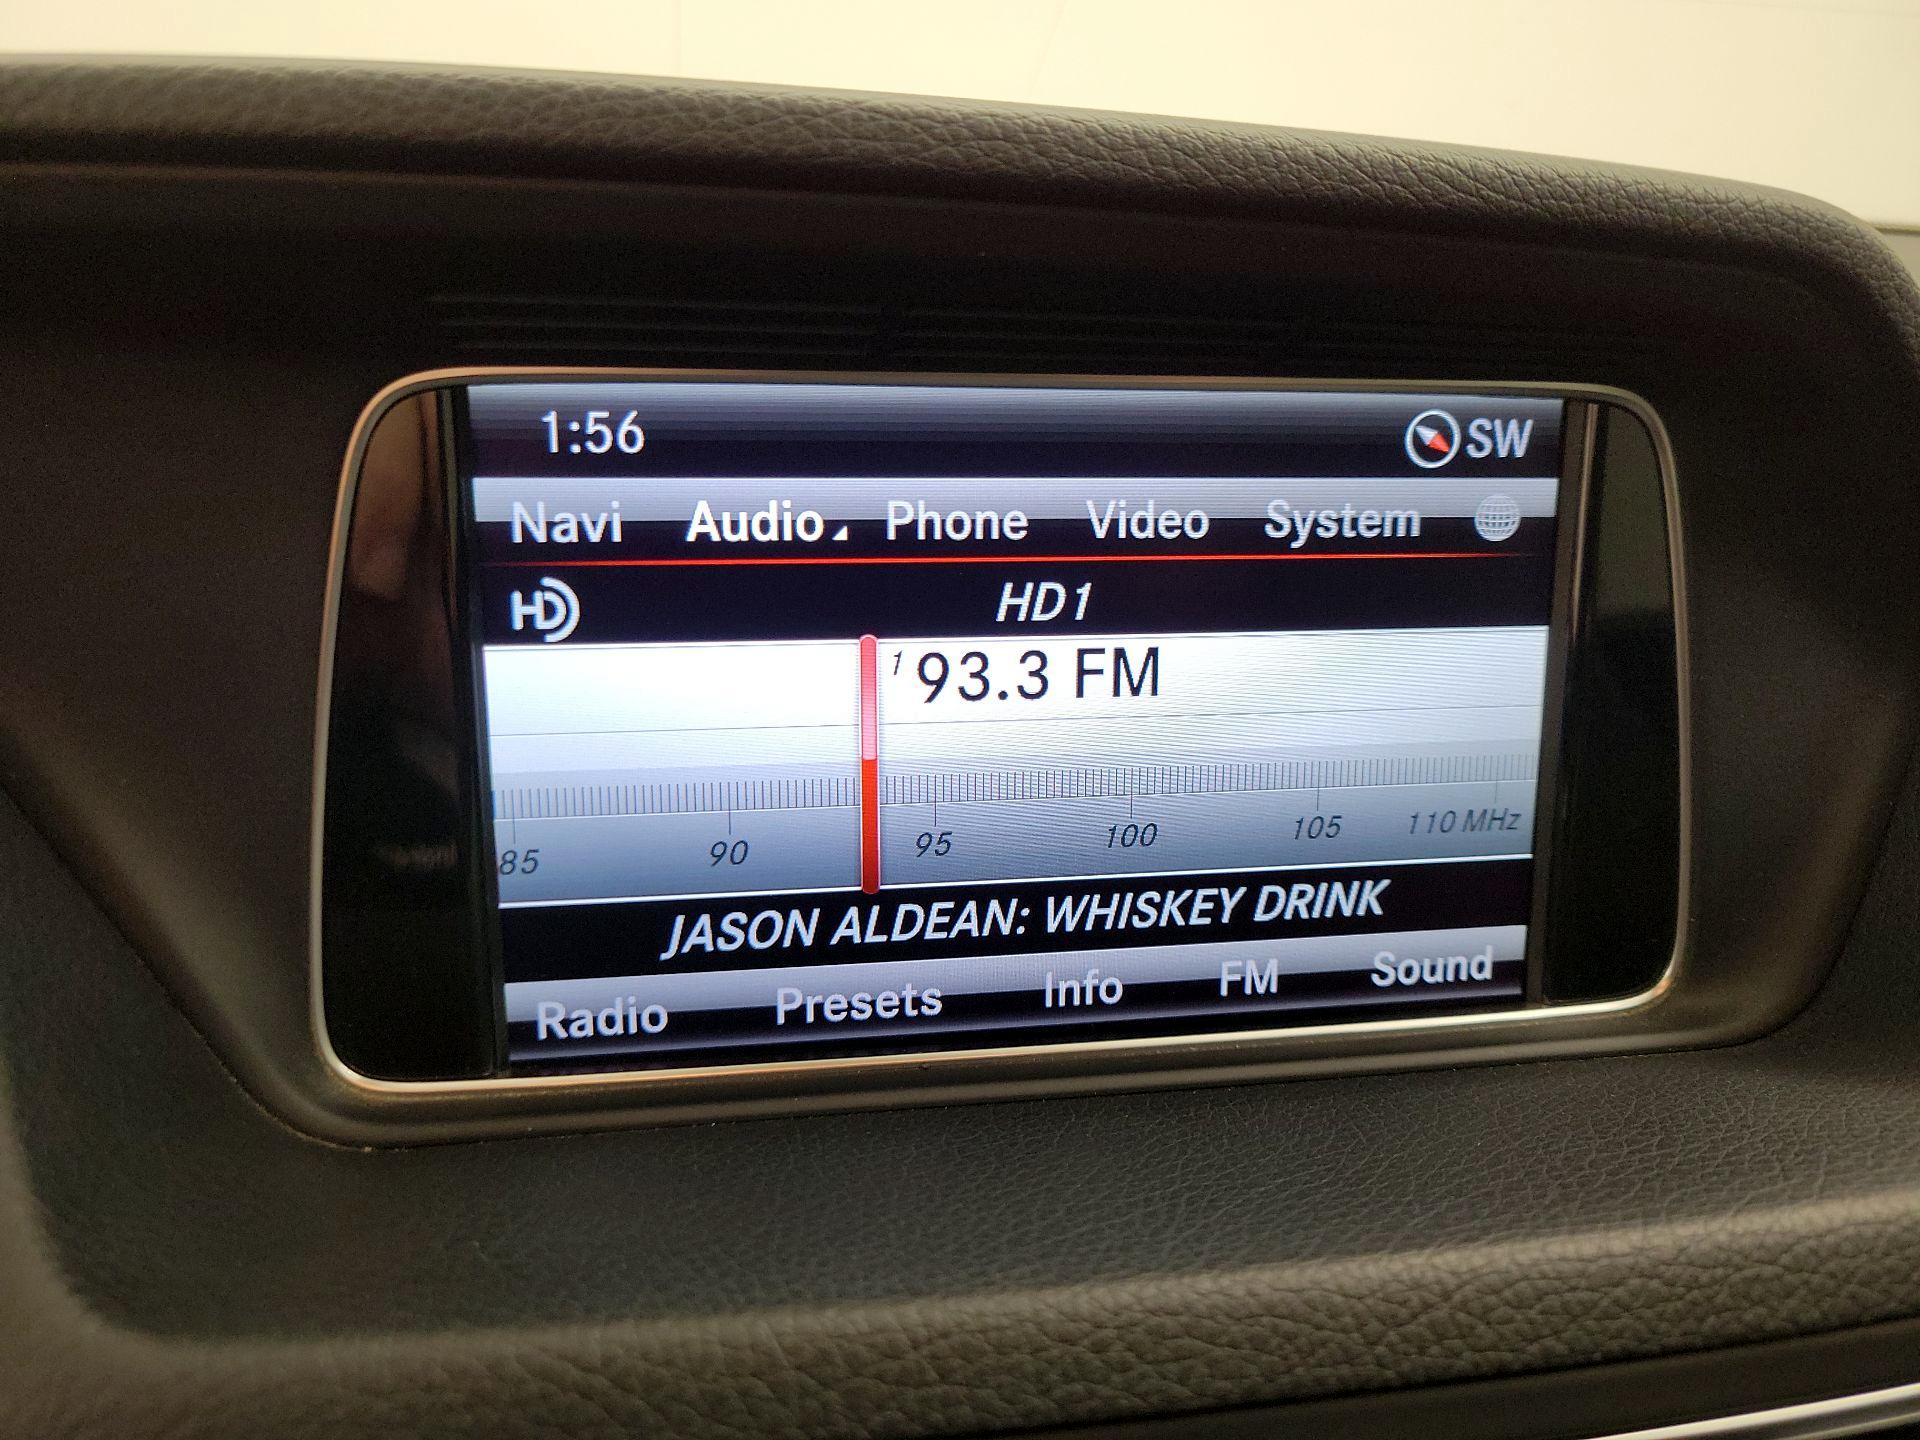 1:56 SW
Navi Audio Phone Video System
HD HD1
1 93.3 FM
85 90 95 100 105 110 MHz
JASON ALDEAN: WHISKEY DRINK
Radio Presets Info FM Sound